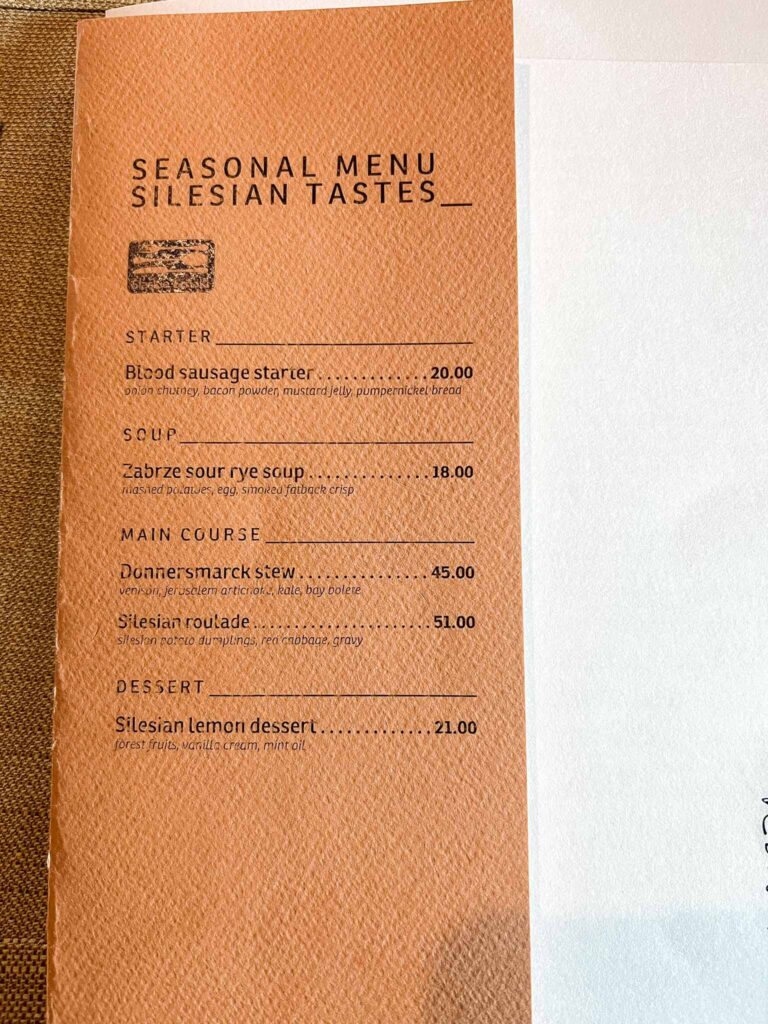 SEASONAL MENU
SILESIAN TASTES_
STARTER
Blood sausage starter.............20.00
onion chutney, bacon powder, mustard jelly, pumpernickel bread
SOUP
Zabrze sour rye soup..............18.00
mashed potatoes, egg, smoked fatback crisp
MAIN COURSE
Donnersmarck stew...............45.00
venison, jerusalem artichoke, kale, bay bolete
Silesian roulade.....................51.00
silesian potato dumplings, red cabbage, gravy
DESSERT
Silesian lemon dessert.............21.00
forest fruits, vanilla cream, mint oil